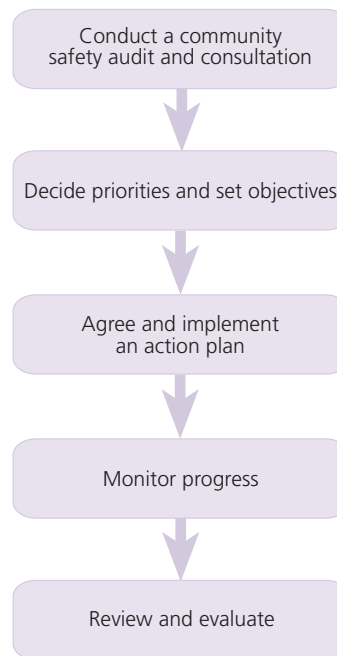 Conduct a community
safety audit and consultation
Decide priorities and set objectives
Agree and implement
an action plan
Monitor progress
Review and evaluate